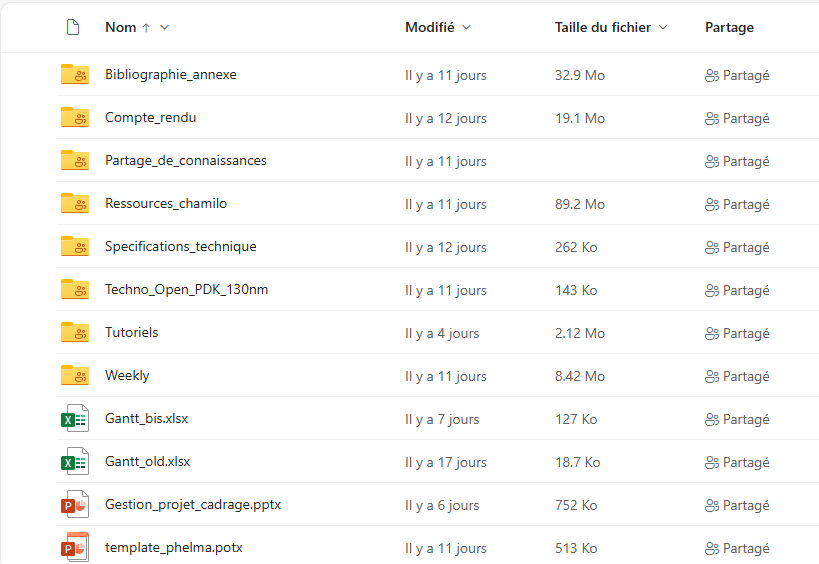 Nom Modifié Taille du fichier Partage
Bibliographie_annexe Il y a 11 jours 32.9 Mo Partagé
Compte_rendu Il y a 12 jours 19.1 Mo Partagé
Partage_de_connaissances Il y a 11 jours Partagé
Ressources_chamilo Il y a 11 jours 89.2 Mo Partagé
Specifications_technique Il y a 12 jours 262 Ko Partagé
Techno_Open_PDK_130nm Il y a 11 jours 143 Ko Partagé
Tutoriels Il y a 4 jours 2.12 Mo Partagé
Weekly Il y a 11 jours 8.42 Mo Partagé
Gantt_bis.xlsx Il y a 7 jours 127 Ko Partagé
Gantt_old.xlsx Il y a 17 jours 18.7 Ko Partagé
Gestion_projet_cadrage.pptx Il y a 6 jours 752 Ko Partagé
template_phelma.potx Il y a 11 jours 513 Ko Partagé